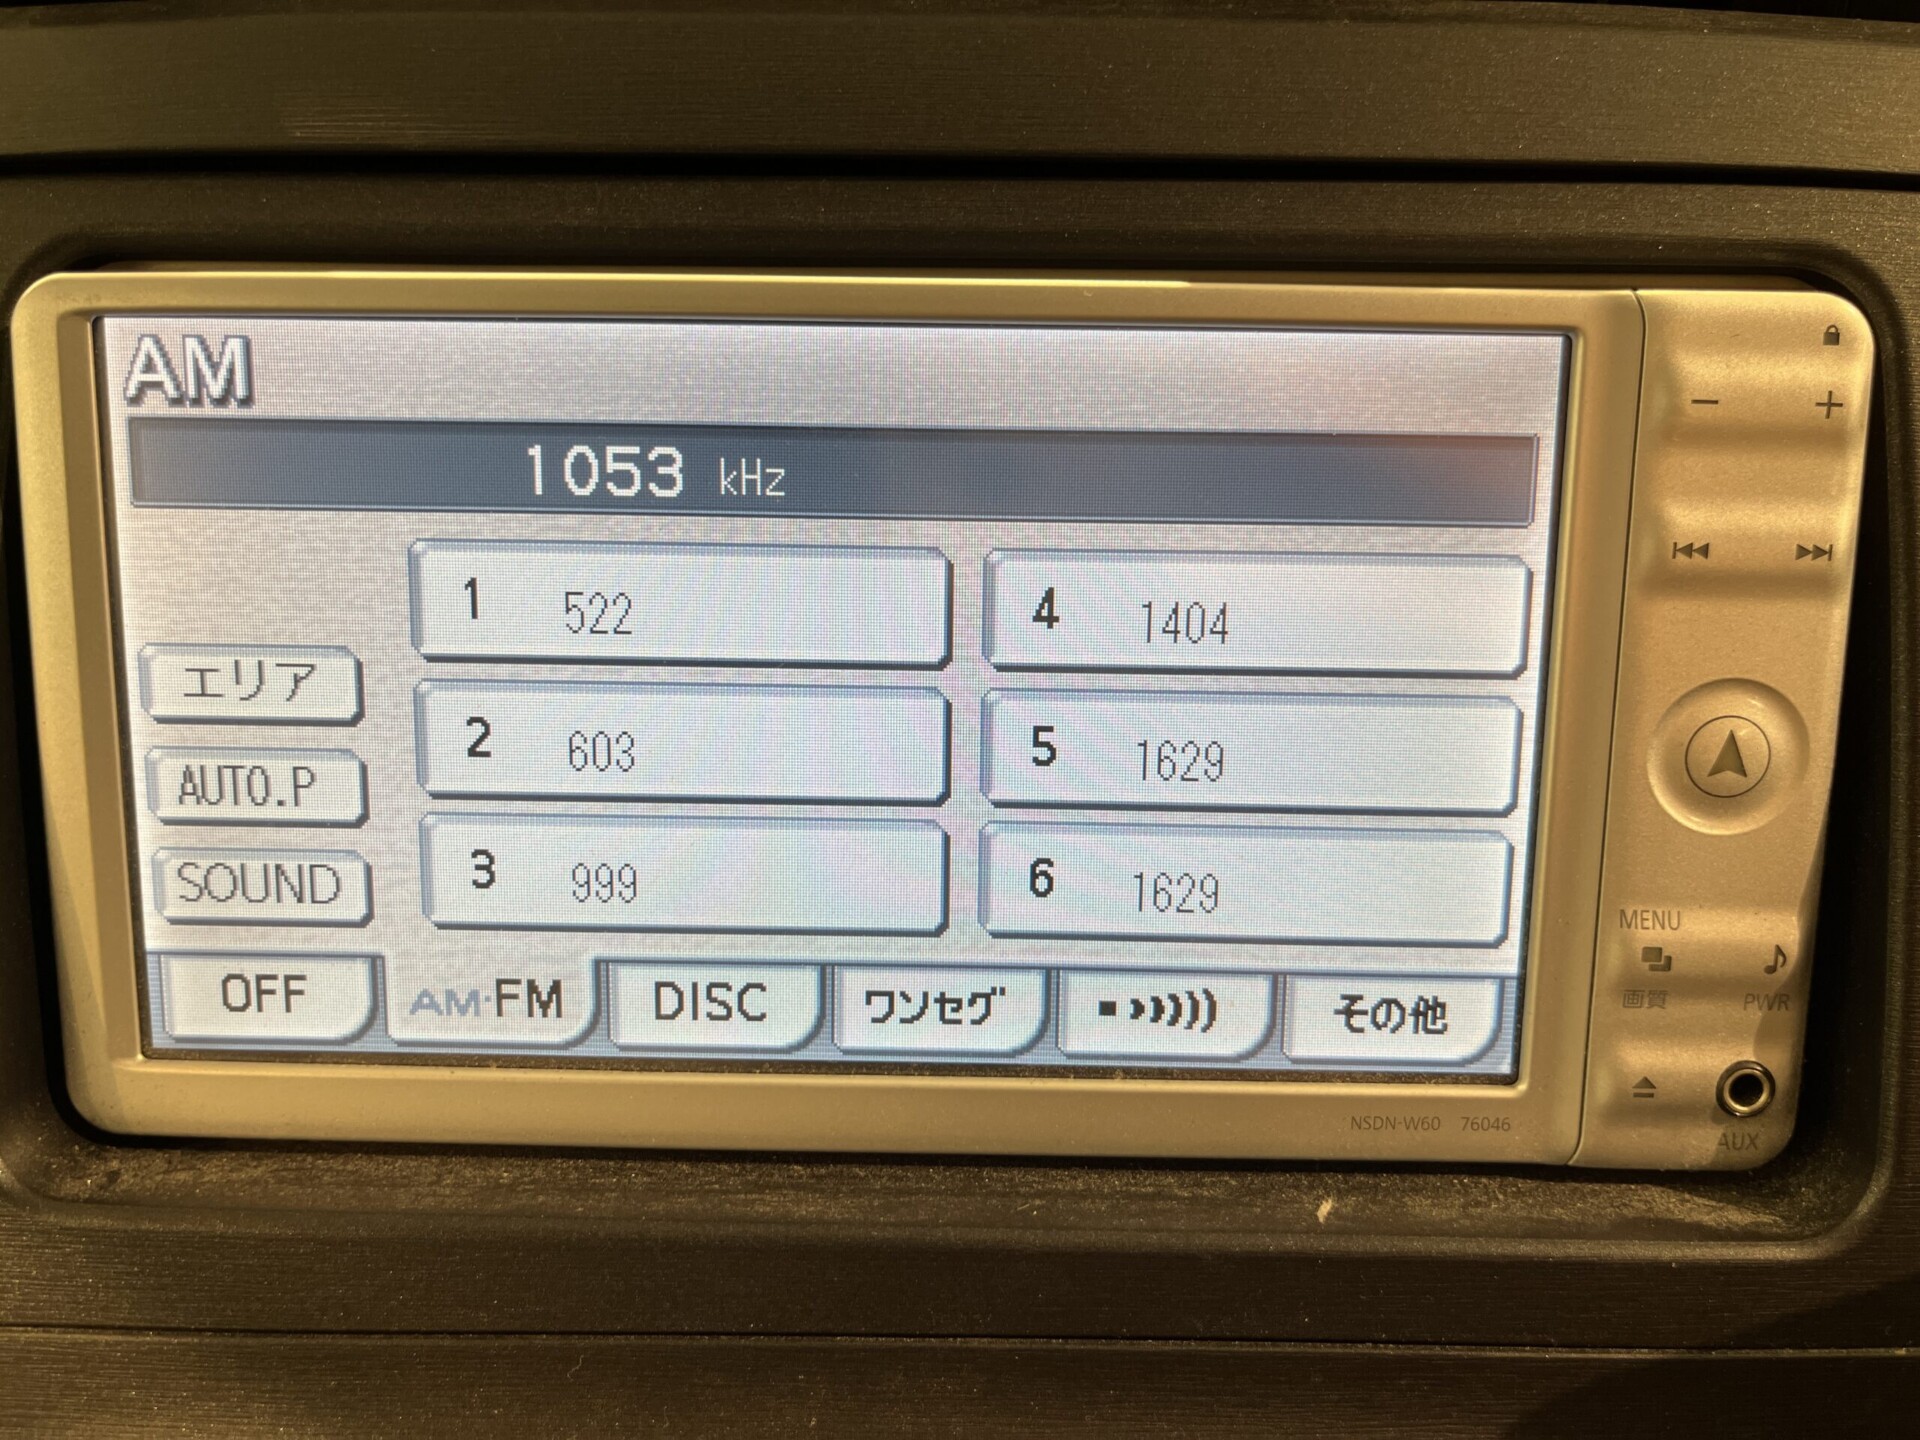 AM
1053 kHz
1 522
4 1404
エリア
2 603
5 1629
AUTO.P
3 999
6 1629
SOUND
OFF
AM・FM
DISC
ワンセグ
その他
MENU
画質
PWR
AUX
NSDN-W60 76046